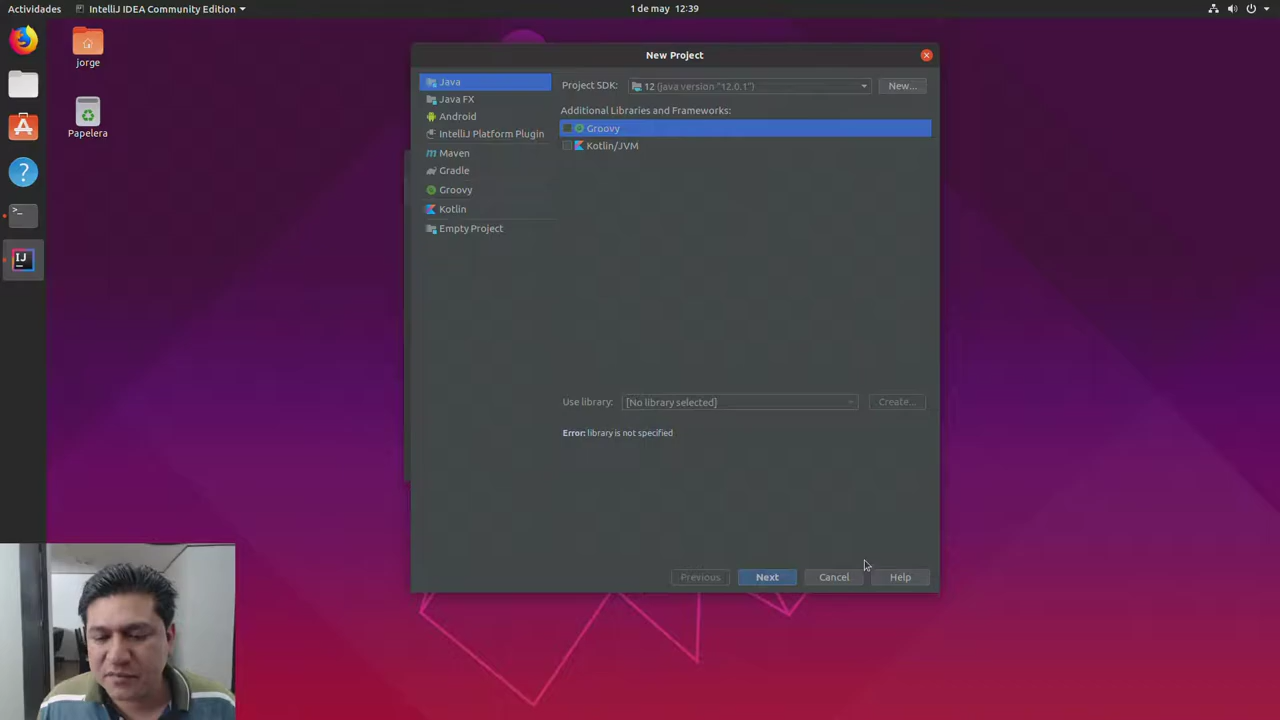 Actividades
IntelliJ IDEA Community Edition
1 de may 12:39
jorge
Papelera
>_
IJ
New Project
Java
Java FX
Android
IntelliJ Platform Plugin
Maven
Gradle
Groovy
Kotlin
Empty Project
Project SDK:
12 (java version "12.0.1")
New...
Additional Libraries and Frameworks:
Groovy
Kotlin/JVM
Use library:
[No library selected]
Create...
Error: library is not specified
Previous
Next
Cancel
Help